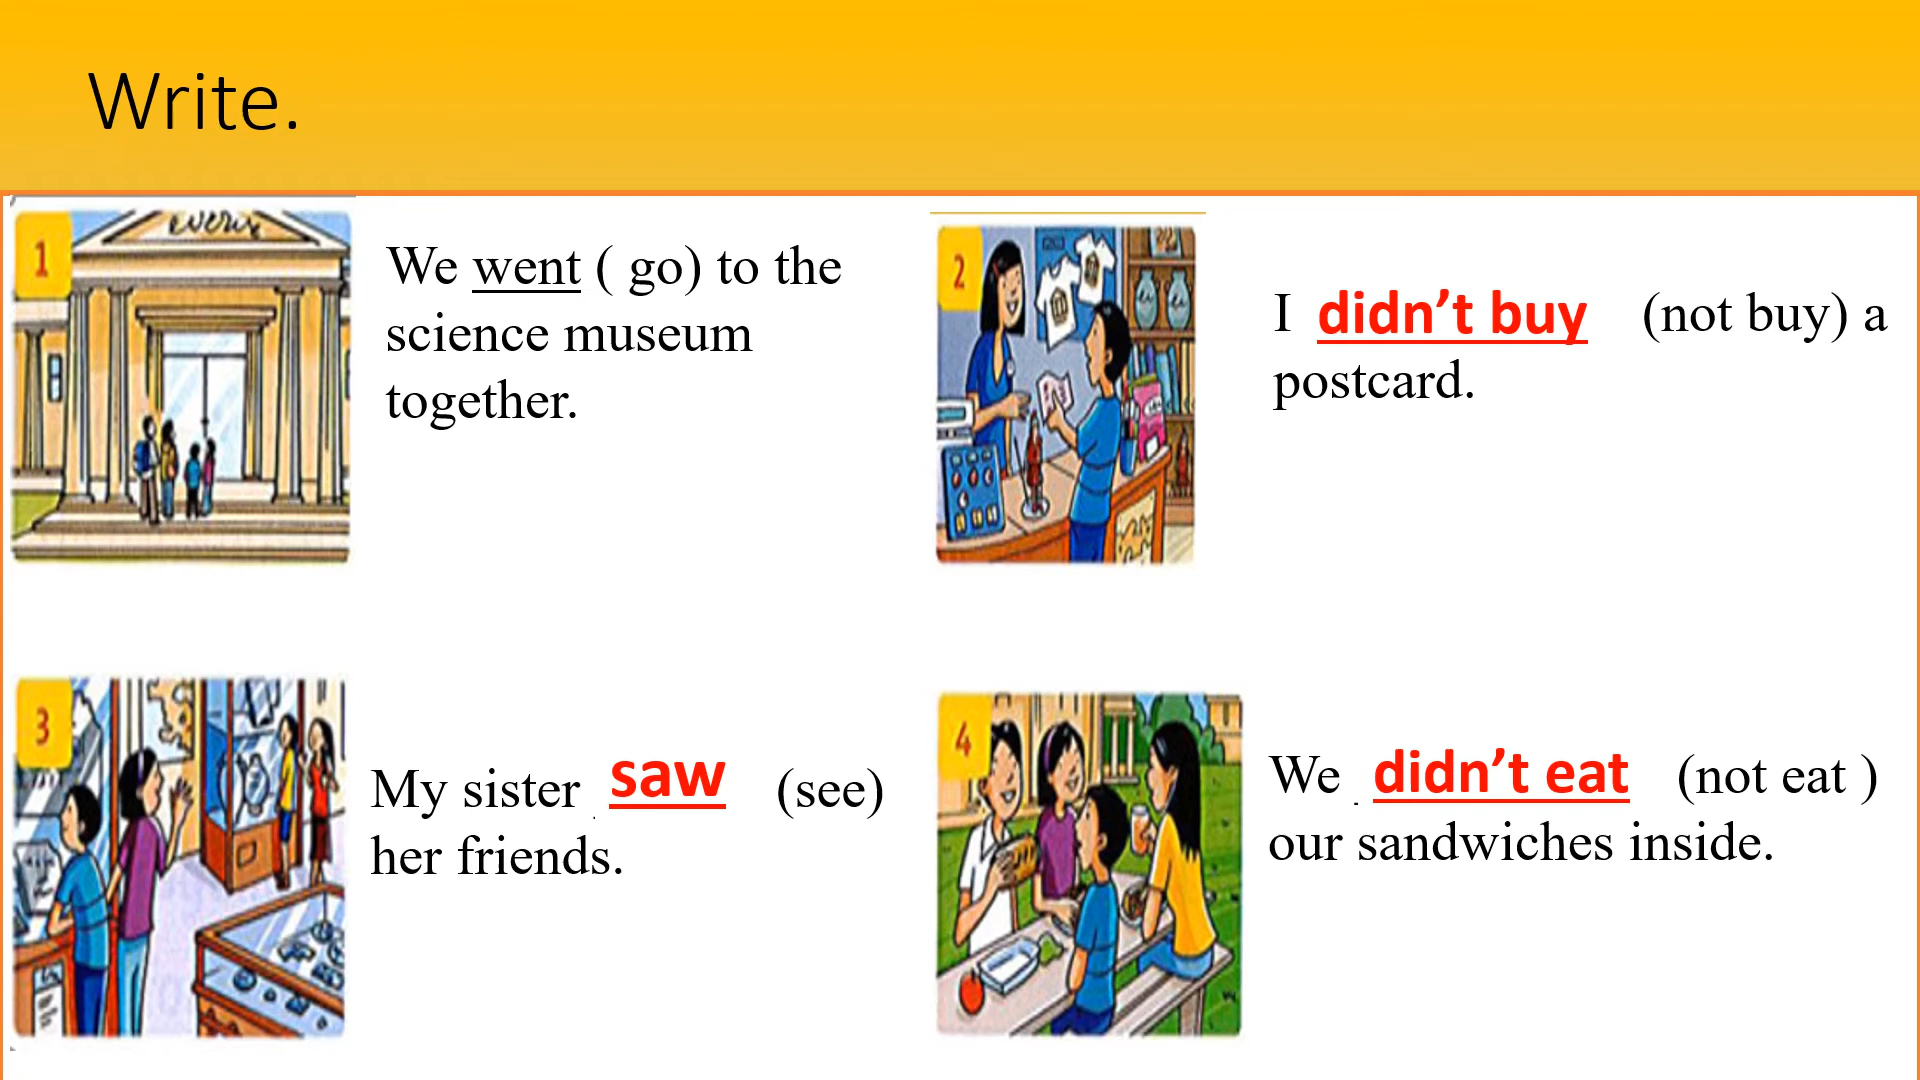 Write.
1
We went ( go) to the
science museum
together.
2
I didn’t buy (not buy) a
postcard.
3
My sister saw (see)
her friends.
4
We didn’t eat (not eat )
our sandwiches inside.